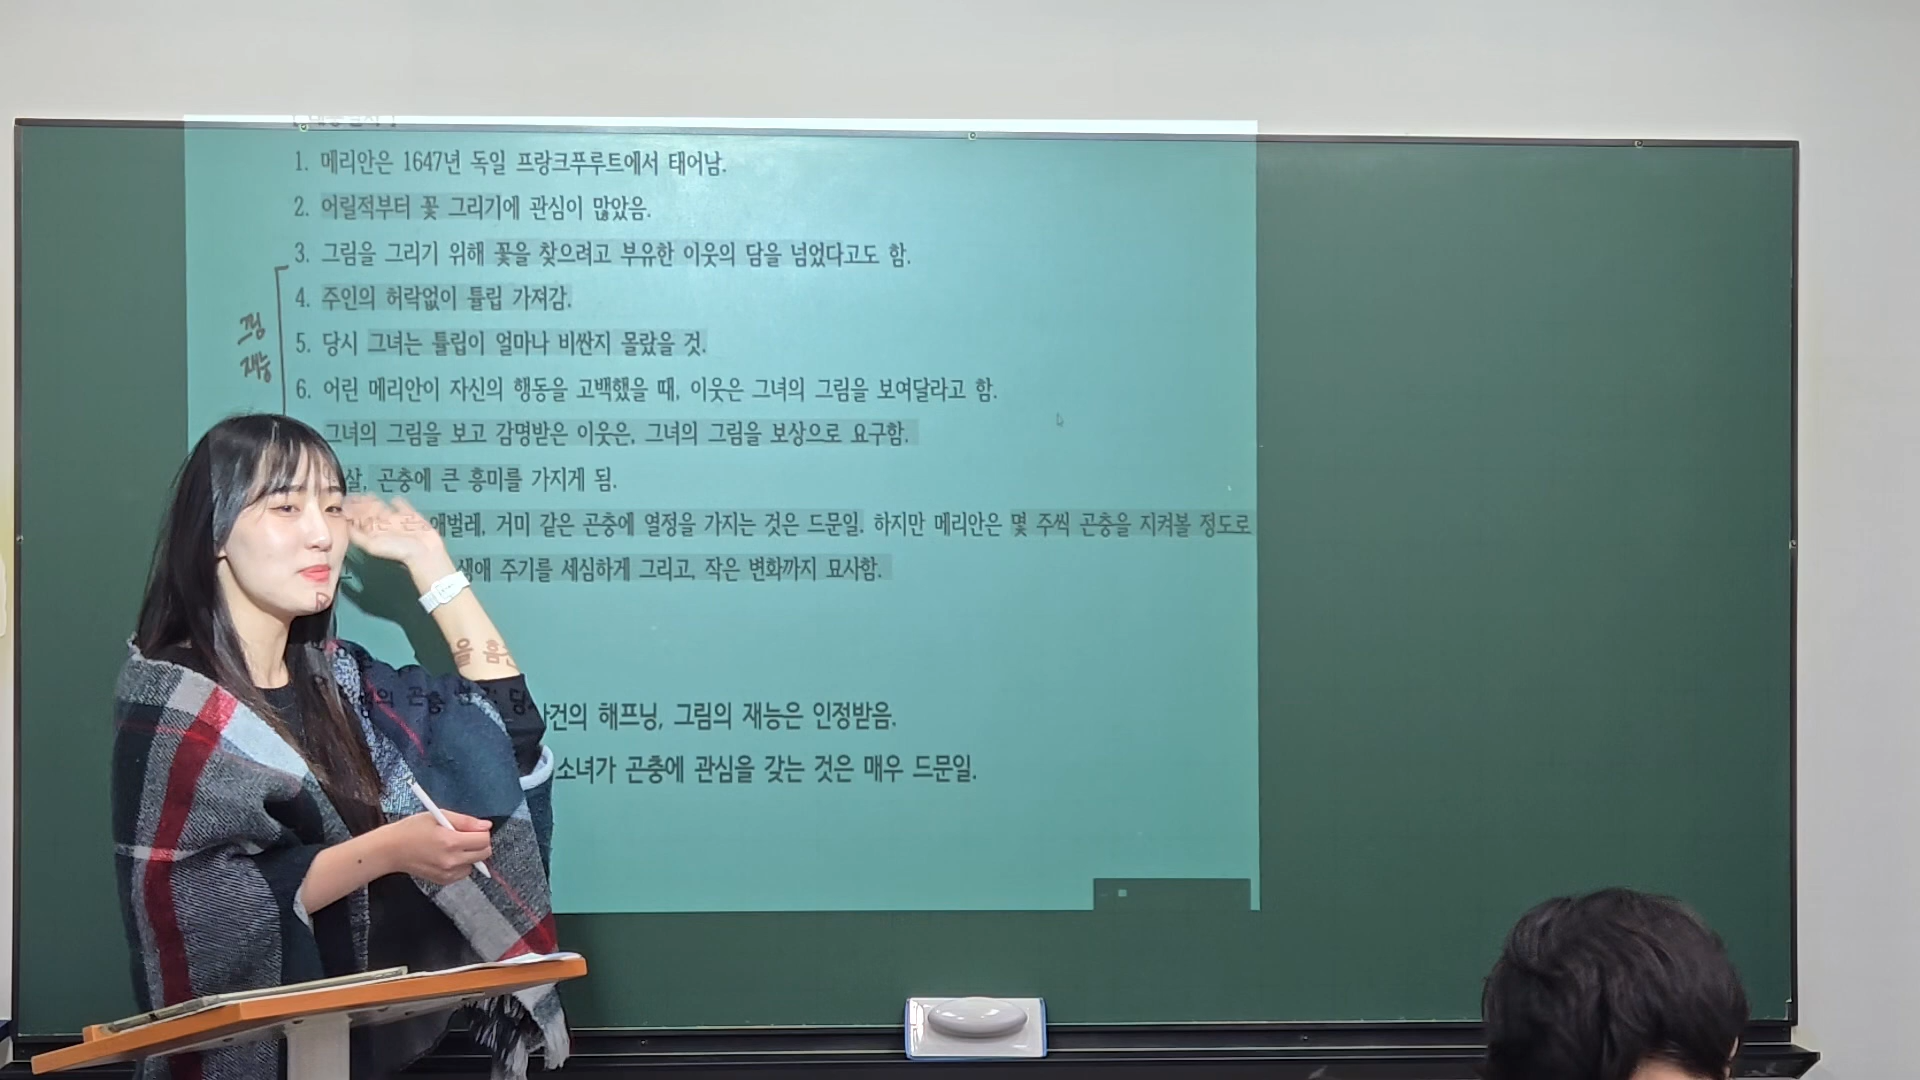 1. 메리안은 1647년 독일 프랑크푸루트에서 태어남.
2. 어릴적부터 꽃 그리기에 관심이 많았음.
3. 그림을 그리기 위해 꽃을 찾으려고 부유한 이웃의 담을 넘었다고도 함.
4. 주인의 허락없이 튤립 가져감.
5. 당시 그녀는 튤립이 얼마나 비싼지 몰랐을 것.
재능
6. 어린 메리안이 자신의 행동을 고백했을 때, 이웃은 그녀의 그림을 보여달라고 함.
그녀의 그림을 보고 감명받은 이웃은, 그녀의 그림을 보상으로 요구함.
살, 곤충에 큰 흥미를 가지게 됨.
애벌레, 거미 같은 곤충에 열정을 가지는 것은 드문일. 하지만 메리안은 몇 주씩 곤충을 지켜볼 정도로
생애 주기를 세심하게 그리고, 작은 변화까지 묘사함.
을
건의 해프닝, 그림의 재능은 인정받음.
소녀가 곤충에 관심을 갖는 것은 매우 드문일.